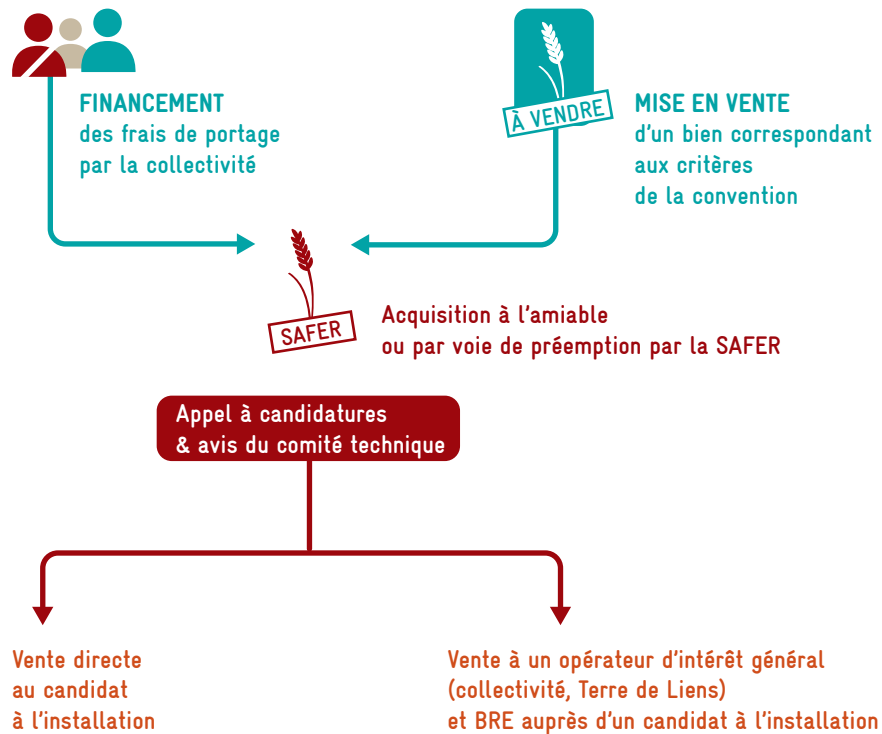 FINANCEMENT
des frais de portage
par la collectivité
À VENDRE
MISE EN VENTE
d'un bien correspondant
aux critères
de la convention
SAFER
Acquisition à l'amiable
ou par voie de préemption par la SAFER
Appel à candidatures
& avis du comité technique
Vente directe
au candidat
à l'installation
Vente à un opérateur d'intérêt général
(collectivité, Terre de Liens)
et BRE auprès d'un candidat à l'installation